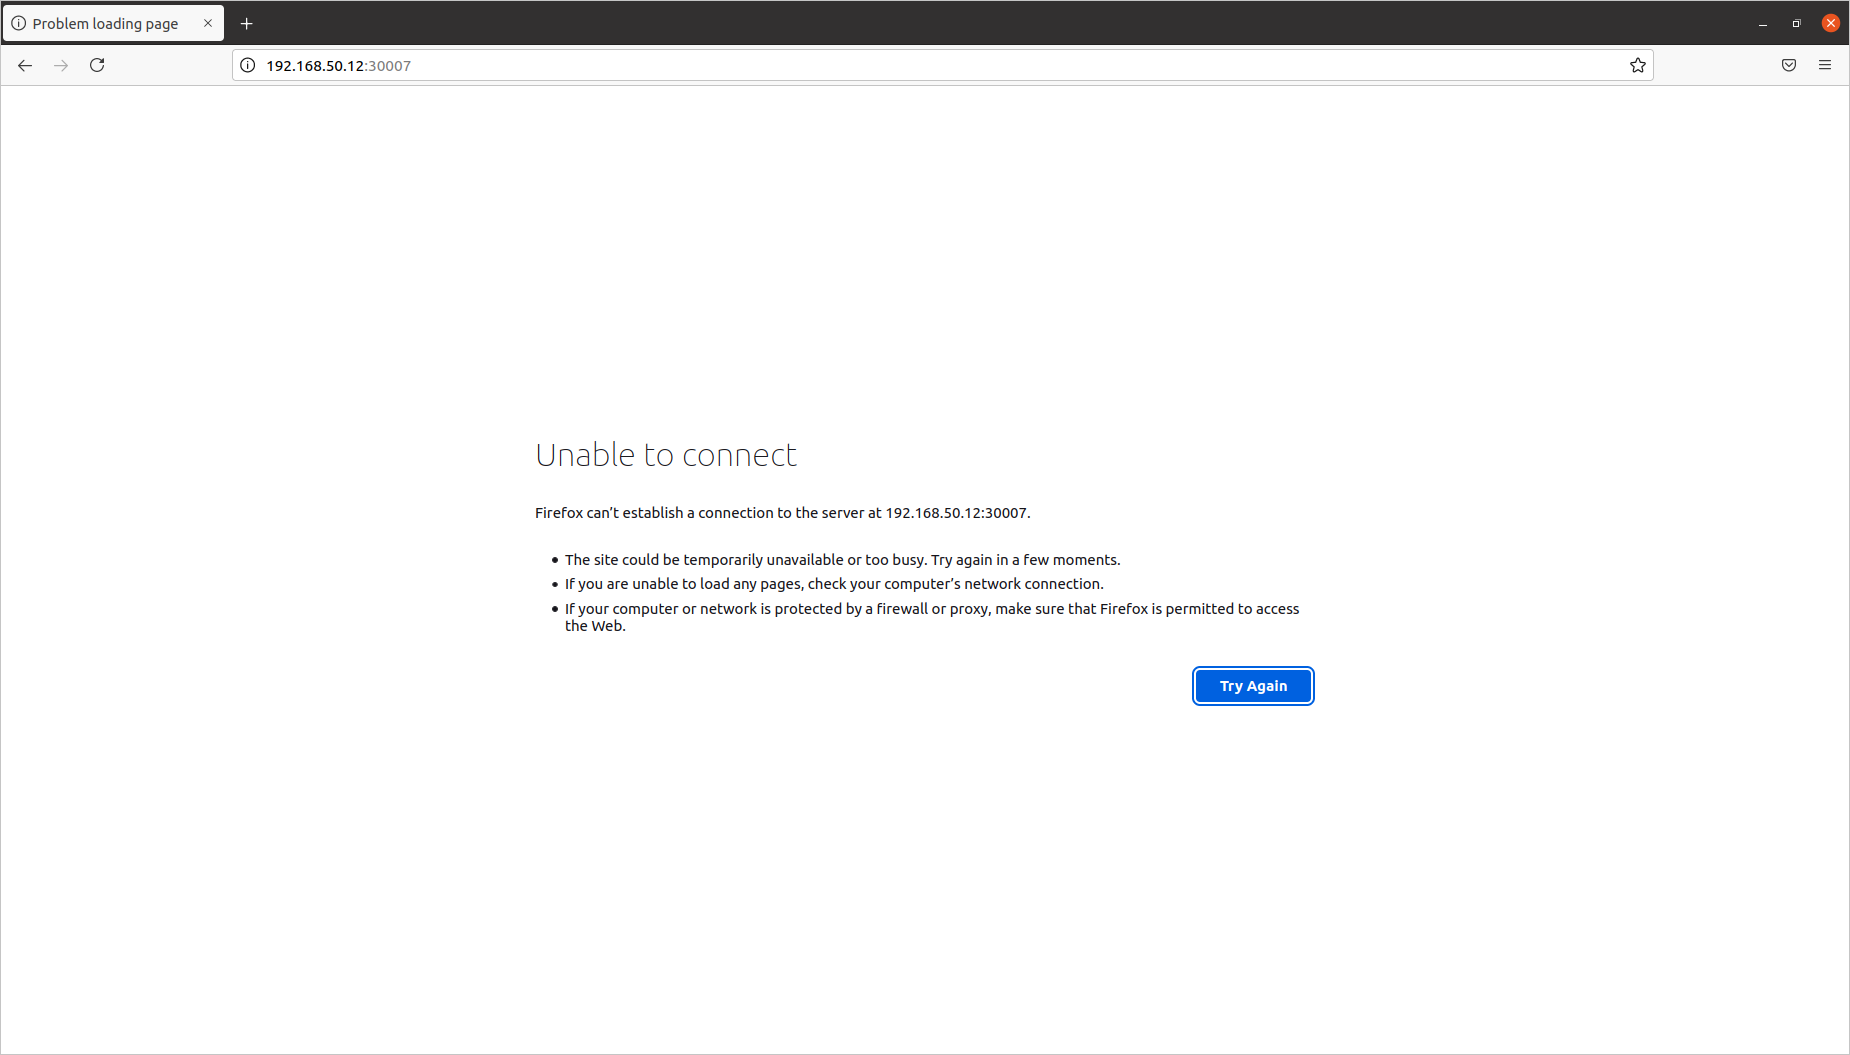 Problem loading page
192.168.50.12:30007
Unable to connect
Firefox can’t establish a connection to the server at 192.168.50.12:30007.
The site could be temporarily unavailable or too busy. Try again in a few moments.
If you are unable to load any pages, check your computer’s network connection.
If your computer or network is protected by a firewall or proxy, make sure that Firefox is permitted to access
the Web.
Try Again